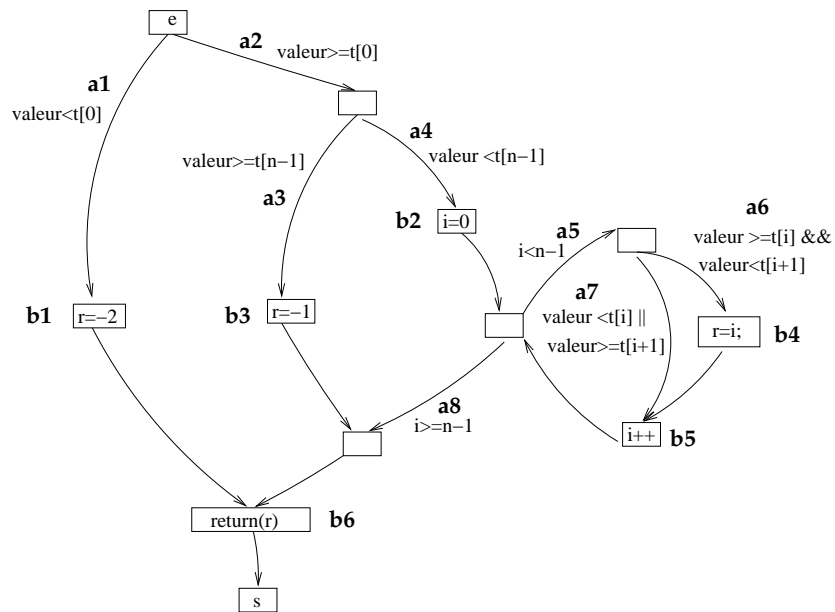 e
a2
valeur>=t[0]
a1
valeur<t[0]
a4
valeur <t[n−1]
valeur>=t[n−1]
a3
b2
i=0
a5
i<n−1
a6
valeur >=t[i] &&
valeur<t[i+1]
a7
valeur <t[i] ||
valeur>=t[i+1]
b1
r=−2
b3
r=−1
r=i;
b4
a8
i>=n−1
i++
b5
return(r)
b6
s